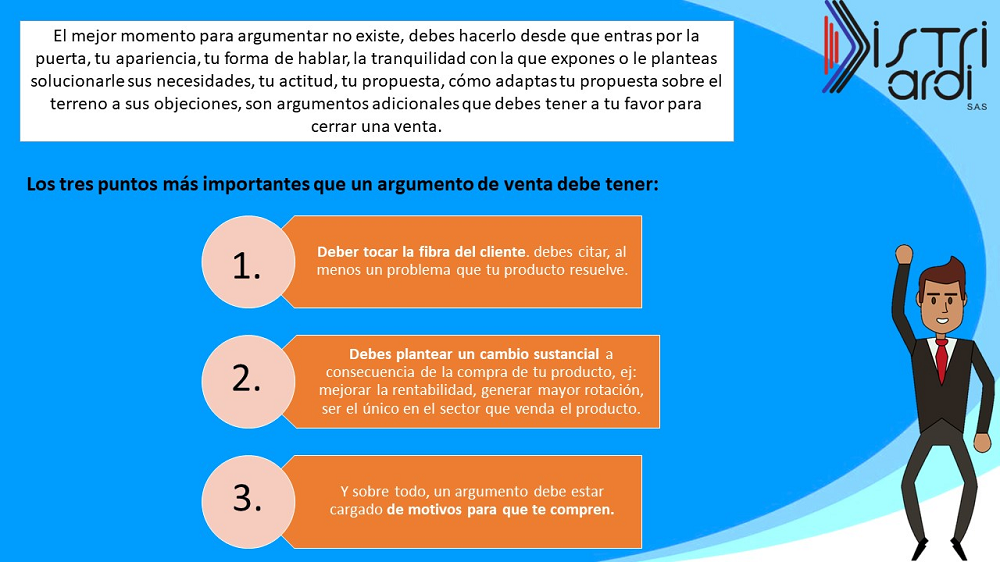 El mejor momento para argumentar no existe, debes hacerlo desde que entras por la
puerta, tu apariencia, tu forma de hablar, la tranquilidad con la que expones o le planteas
solucionarle sus necesidades, tu actitud, tu propuesta, cómo adaptas tu propuesta sobre el
terreno a sus objeciones, son argumentos adicionales que debes tener a tu favor para
cerrar una venta.
Distri
ardi
S.A.S
Los tres puntos más importantes que un argumento de venta debe tener:
1.
Deber tocar la fibra del cliente. debes citar, al
menos un problema que tu producto resuelve.
2.
Debes plantear un cambio sustancial a
consecuencia de la compra de tu producto, ej:
mejorar la rentabilidad, generar mayor rotación,
ser el único en el sector que venda el producto.
3.
Y sobre todo, un argumento debe estar
cargado de motivos para que te compren.